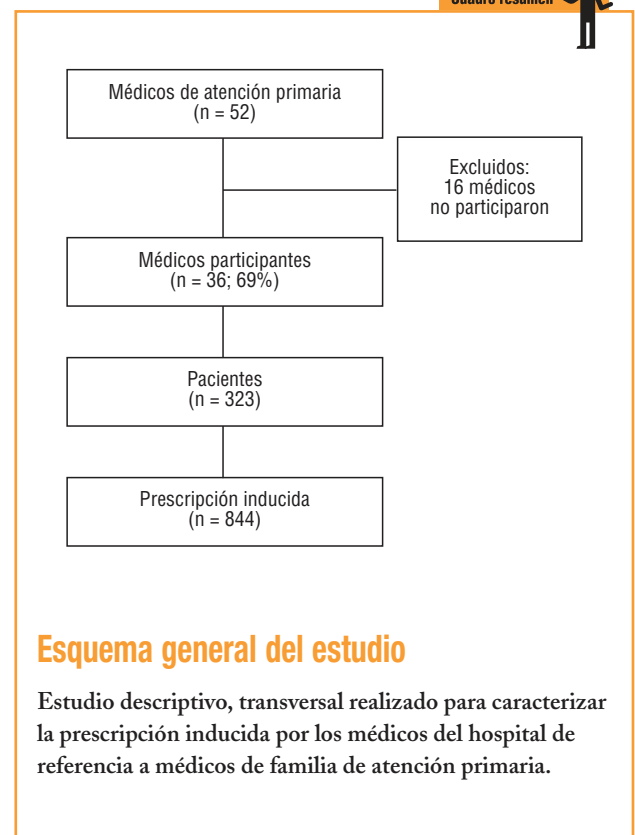 Cuadro resumen
Médicos de atención primaria
(n = 52)
Excluidos:
16 médicos
no participaron
Médicos participantes
(n = 36; 69%)
Pacientes
(n = 323)
Prescripción inducida
(n = 844)
Esquema general del estudio
Estudio descriptivo, transversal realizado para caracterizar
la prescripción inducida por los médicos del hospital de
referencia a médicos de familia de atención primaria.